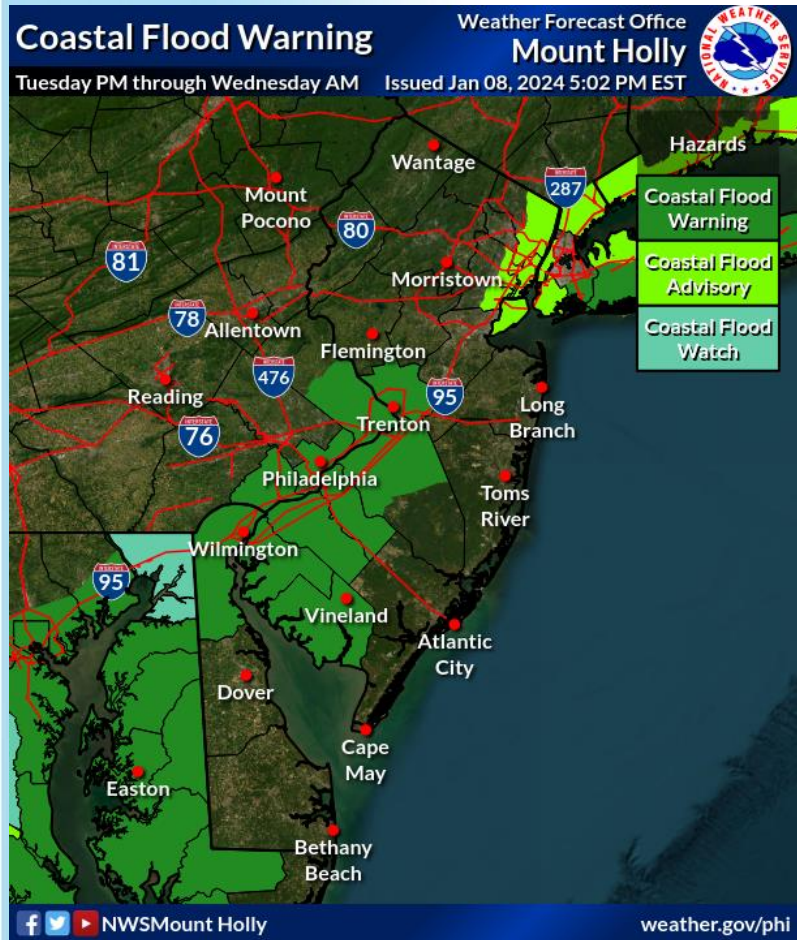 Coastal Flood Warning
Weather Forecast Office
Mount Holly
Tuesday PM through Wednesday AM
Issued Jan 08, 2024 5:02 PM EST
NATIONAL WEATHER SERVICE
Hazards
Coastal Flood
Warning
Coastal Flood
Advisory
Coastal Flood
Watch
Wantage
287
Mount
Pocono
80
81
Morristown
78
Allentown
Flemington
476
Reading
95
Long
Branch
76
Trenton
Philadelphia
Toms
River
Wilmington
95
Vineland
Atlantic
City
Dover
Cape
May
Easton
Bethany
Beach
NWSMount Holly
weather.gov/phi